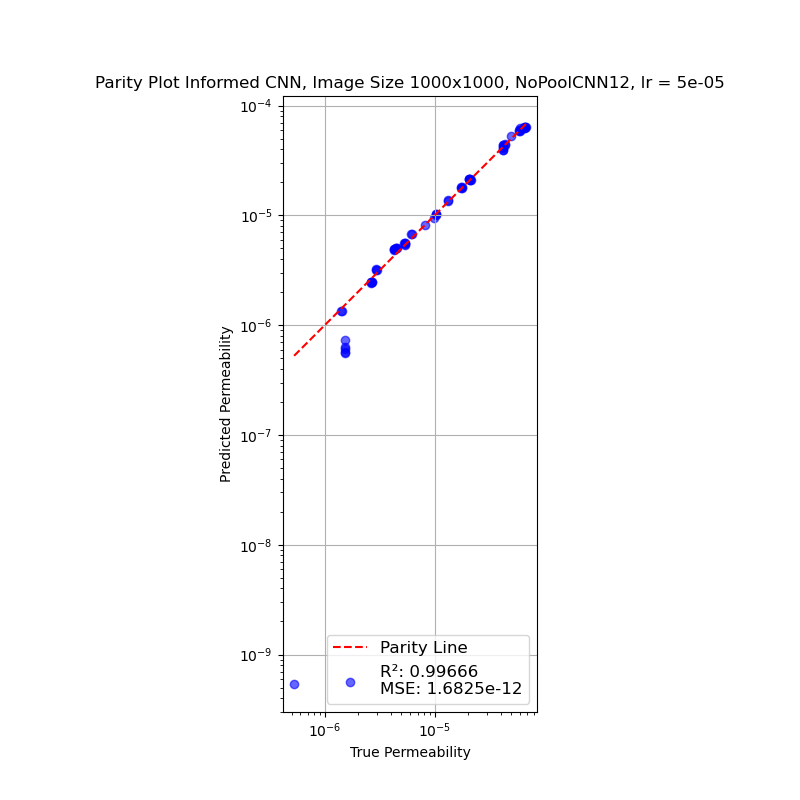 Parity Plot Informed CNN, Image Size 1000x1000, NoPoolCNN12, lr = 5e-05
10⁻⁴
10⁻⁵
10⁻⁶
10⁻⁷
10⁻⁸
10⁻⁹
Predicted Permeability
Parity Line
R²: 0.99666
MSE: 1.6825e-12
10⁻⁶ 10⁻⁵
True Permeability